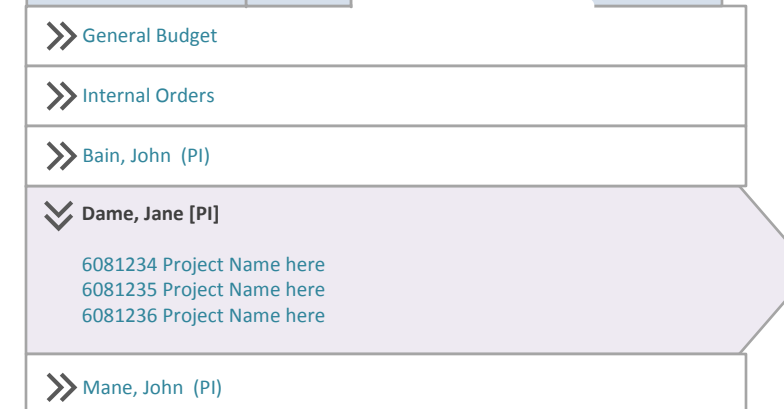 General Budget
Internal Orders
Bain, John (PI)
Dame, Jane [PI]
6081234 Project Name here
6081235 Project Name here
6081236 Project Name here
Mane, John (PI)